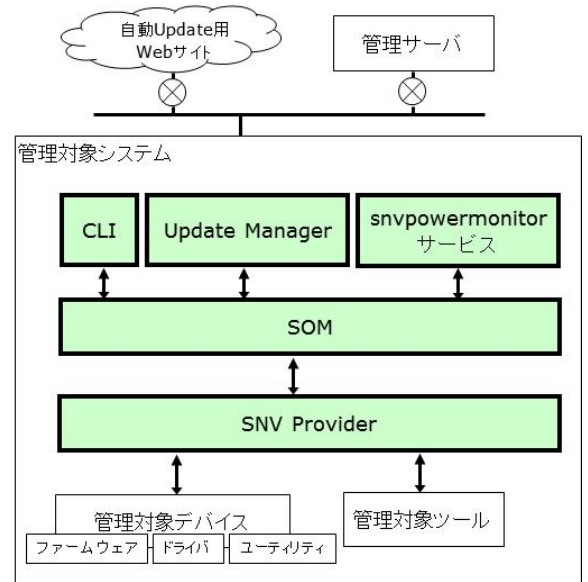 自動Update用
Webサイト
管理サーバ
管理対象システム
CLI
Update Manager
snvpowermonitor
サービス
SOM
SNV Provider
管理対象デバイス
ファームウェア
ドライバ
ユーティリティ
管理対象ツール